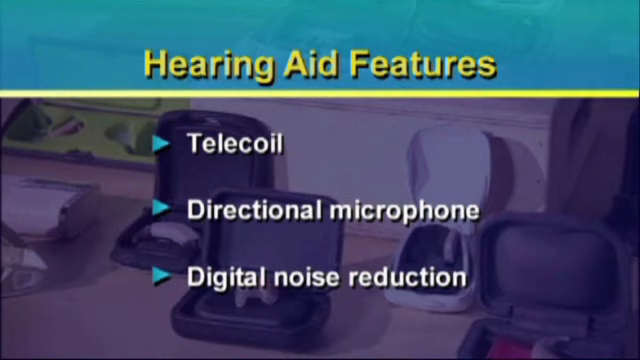 Hearing Aid Features
Telecoil
Directional microphone
Digital noise reduction